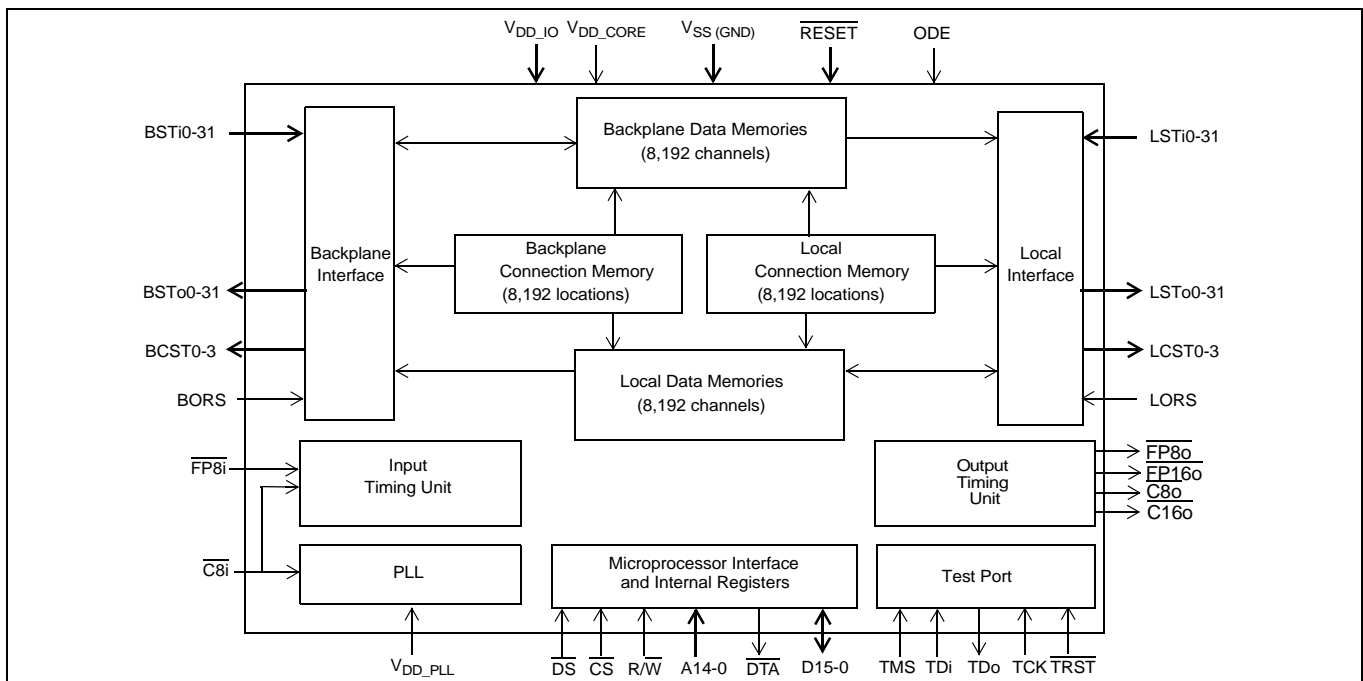 V_DD_IO V_DD_CORE V_SS (GND) RESET ODE
BSTi0-31
Backplane Data Memories
(8,192 channels)
LSTi0-31
Backplane
Interface
Backplane
Connection Memory
(8,192 locations)
Local
Connection Memory
(8,192 locations)
Local
Interface
BSTo0-31
LSTo0-31
BCST0-3
LCST0-3
Local Data Memories
(8,192 channels)
BORS
LORS
FP8i
Input
Timing Unit
Output
Timing
Unit
FP8o
FP16o
C8o
C16o
C8i
PLL
Microprocessor Interface
and Internal Registers
Test Port
V_DD_PLL
DS CS R/W A14-0 DTA D15-0 TMS TDi TDo TCK TRST